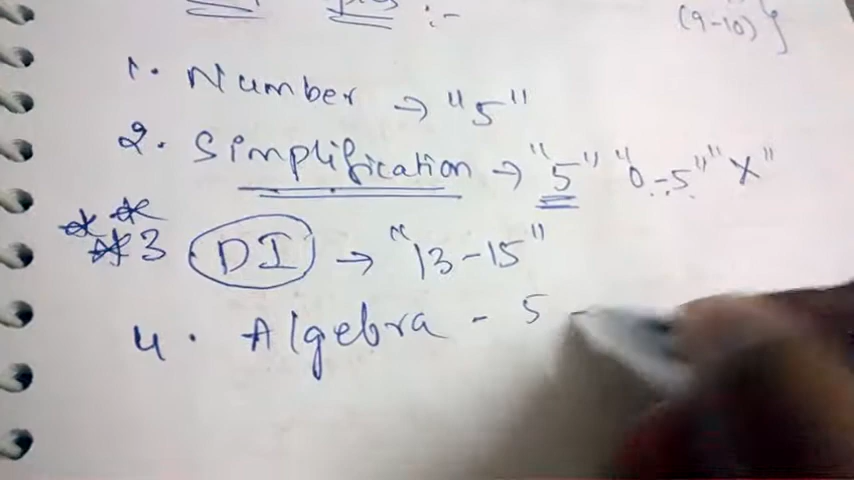 :-
(9-10) }
1. Number → "5"
2. Simplification → "5" "0--5" "X"
3 DI → "13-15"
4. Algebra - 5 -